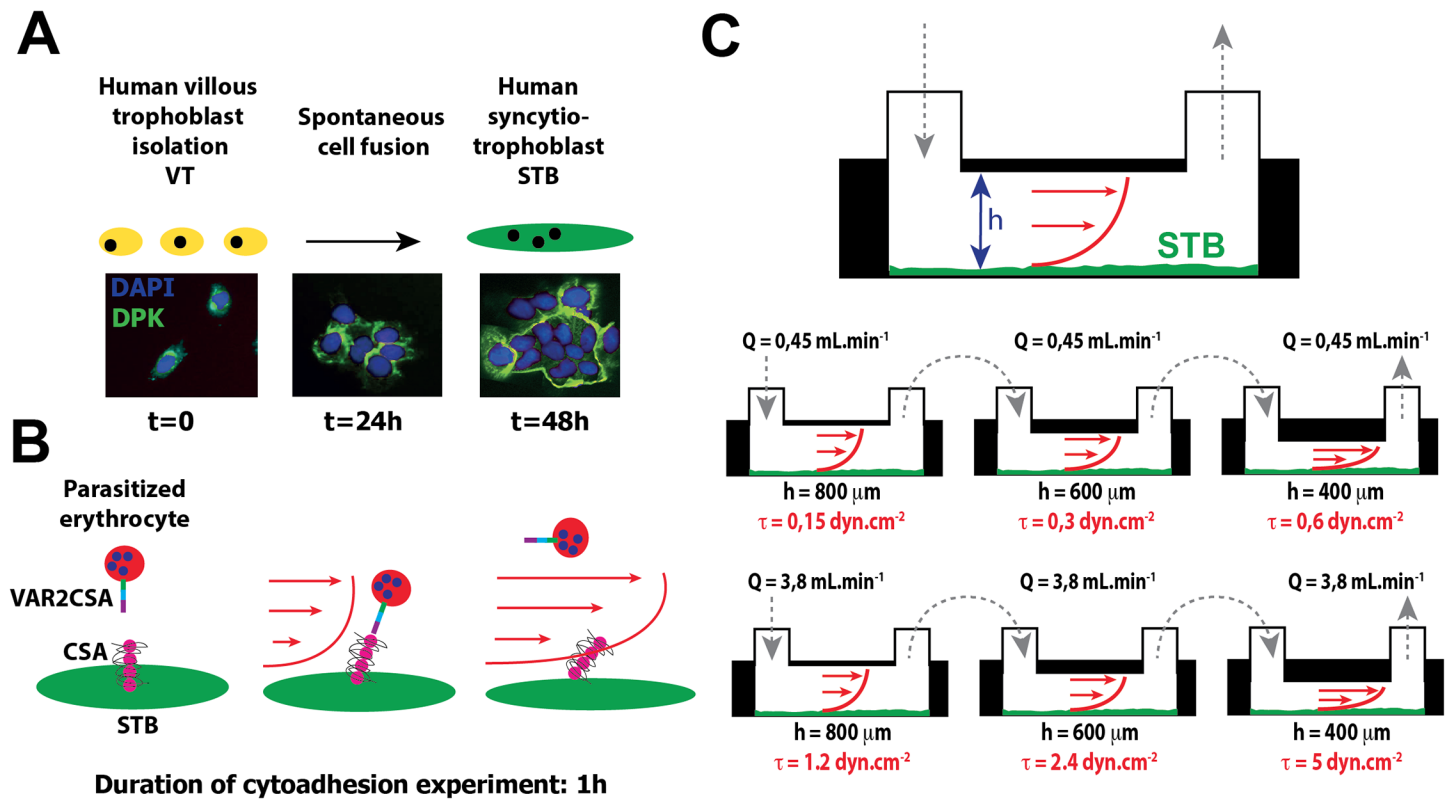 A
Human villous
trophoblast
isolation
VT
Spontaneous
cell fusion
Human
syncytio-
trophoblast
STB
DAPI
DPK
t=0
t=24h
t=48h
B
Parasitized
erythrocyte
VAR2CSA
CSA
STB
Duration of cytoadhesion experiment: 1h
C
h
STB
Q = 0,45 mL.min⁻¹
Q = 0,45 mL.min⁻¹
Q = 0,45 mL.min⁻¹
h = 800 µm
τ = 0,15 dyn.cm⁻²
h = 600 µm
τ = 0,3 dyn.cm⁻²
h = 400 µm
τ = 0,6 dyn.cm⁻²
Q = 3,8 mL.min⁻¹
Q = 3,8 mL.min⁻¹
Q = 3,8 mL.min⁻¹
h = 800 µm
τ = 1.2 dyn.cm⁻²
h = 600 µm
τ = 2.4 dyn.cm⁻²
h = 400 µm
τ = 5 dyn.cm⁻²